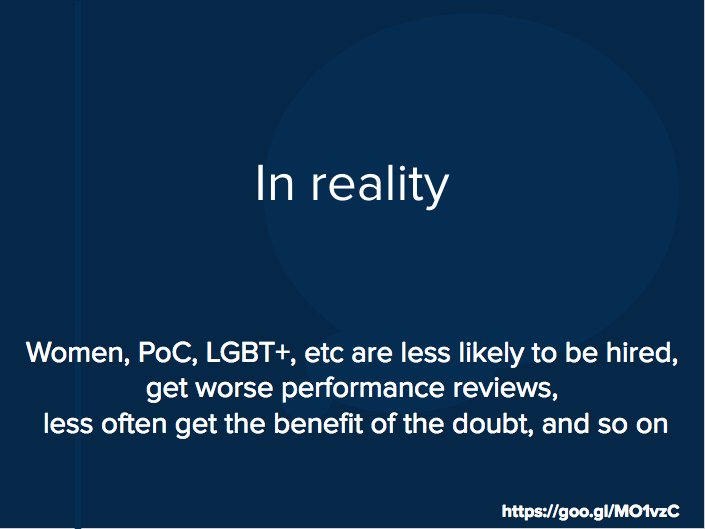 In reality
Women, PoC, LGBT+, etc are less likely to be hired,
get worse performance reviews,
less often get the benefit of the doubt, and so on
https://goo.gl/MO1vzC